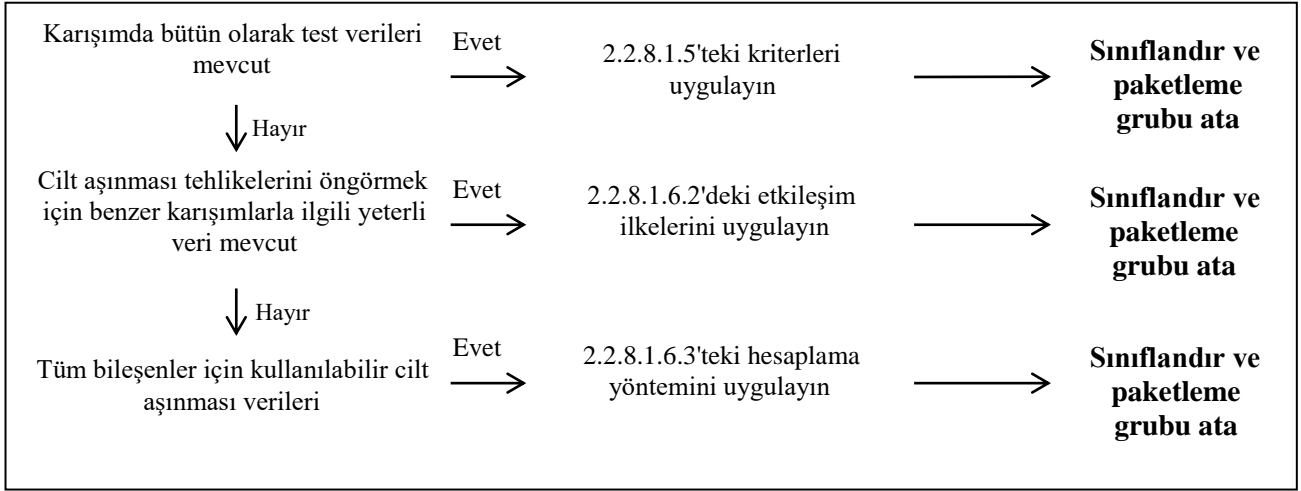 Karışımda bütün olarak test verileri
mevcut
Evet
2.2.8.1.5'teki kriterleri
uygulayın
Sınıflandır ve
paketleme
grubu ata
Hayır
Cilt aşınması tehlikelerini öngörmek
için benzer karışımlarla ilgili yeterli
veri mevcut
Evet
2.2.8.1.6.2'deki etkileşim
ilkelerini uygulayın
Sınıflandır ve
paketleme
grubu ata
Hayır
Tüm bileşenler için kullanılabilir cilt
aşınması verileri
Evet
2.2.8.1.6.3'teki hesaplama
yöntemini uygulayın
Sınıflandır ve
paketleme
grubu ata